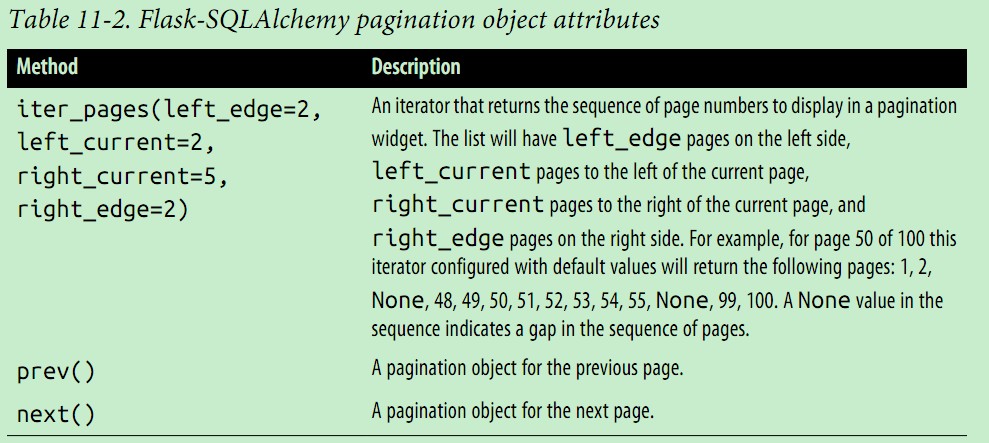 Table 11-2. Flask-SQLAlchemy pagination object attributes
Method Description
iter_pages(left_edge=2,
left_current=2,
right_current=5,
right_edge=2)
An iterator that returns the sequence of page numbers to display in a pagination
widget. The list will have left_edge pages on the left side,
left_current pages to the left of the current page,
right_current pages to the right of the current page, and
right_edge pages on the right side. For example, for page 50 of 100 this
iterator configured with default values will return the following pages: 1, 2,
None, 48, 49, 50, 51, 52, 53, 54, 55, None, 99, 100. A None value in the
sequence indicates a gap in the sequence of pages.
prev() A pagination object for the previous page.
next() A pagination object for the next page.